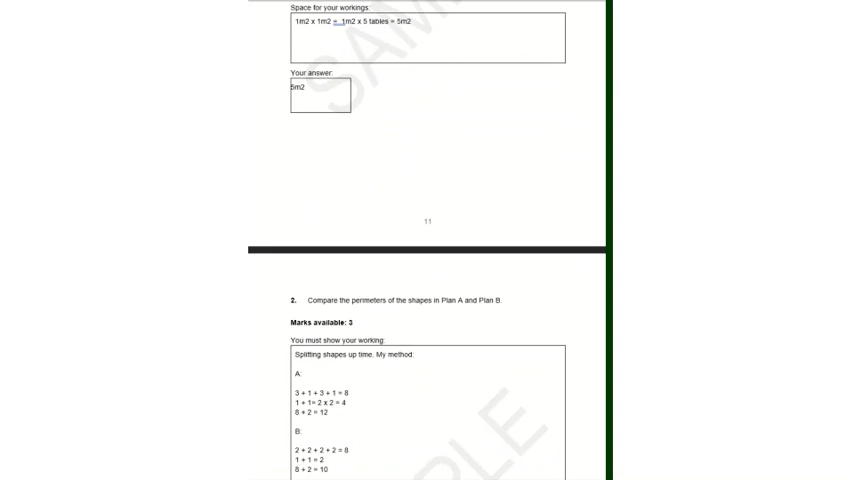 Space for your workings:
1m2 x 1m2 = 1m2 x 5 tables = 5m2
Your answer:
5m2
11
2. Compare the perimeters of the shapes in Plan A and Plan B.
Marks available: 3
You must show your working:
Splitting shapes up time. My method:
A:
3 + 1 + 3 + 1 = 8
1 + 1= 2 x 2 = 4
8 + 2 = 12
B:
2 + 2 + 2 + 2 = 8
1 + 1 = 2
8 + 2 = 10